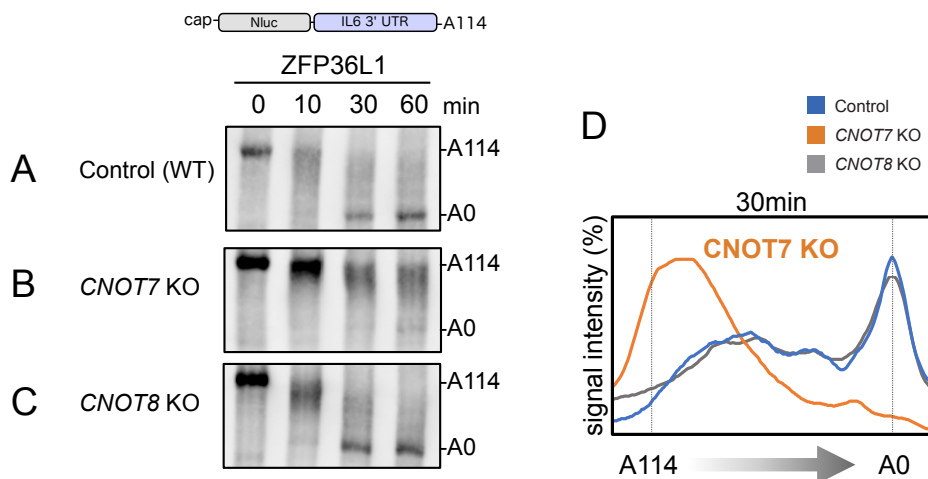 cap- Nluc IL6 3' UTR -A114
ZFP36L1
0 10 30 60 min
A Control (WT) -A114
-A0
B CNOT7 KO -A114
-A0
C CNOT8 KO -A114
-A0
D
Control
CNOT7 KO
CNOT8 KO
30min
CNOT7 KO
signal intensity (%)
A114 A0